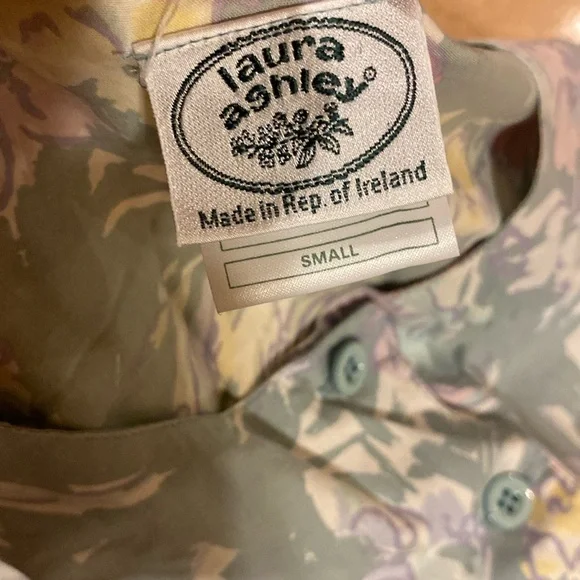 laura
ashley®
Made in Rep. of Ireland
SMALL